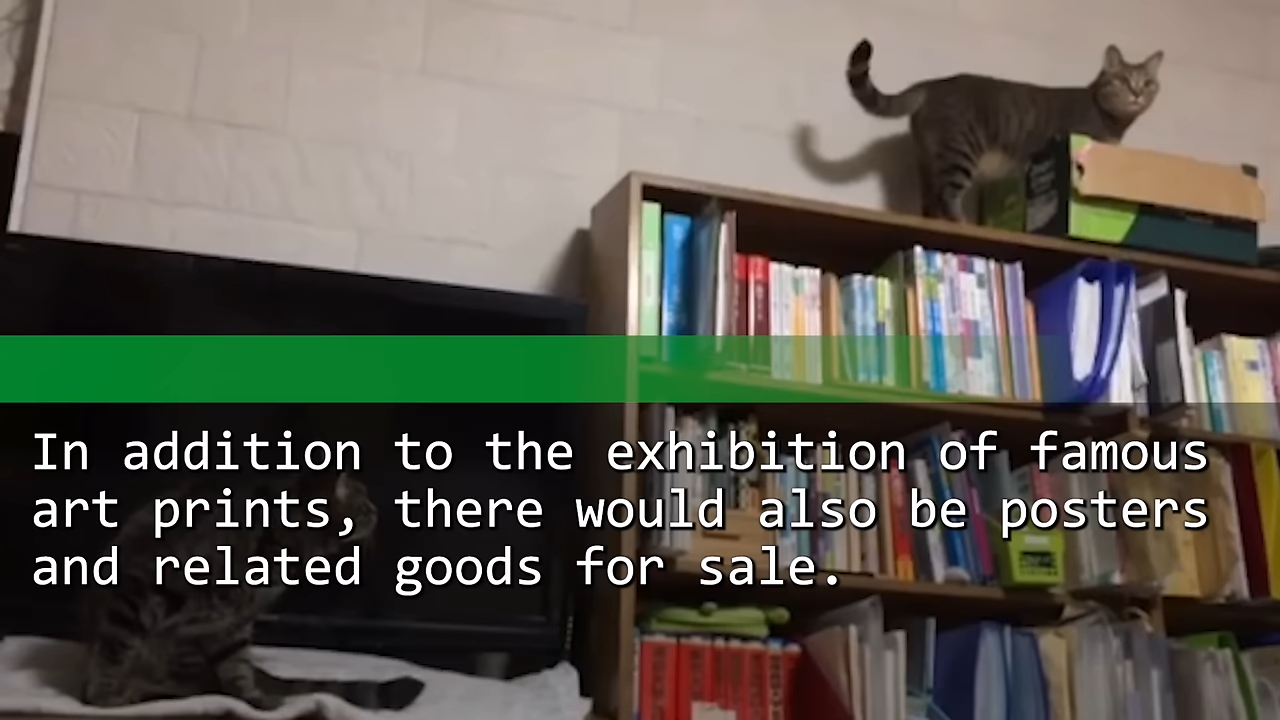 In addition to the exhibition of famous
art prints, there would also be posters
and related goods for sale.